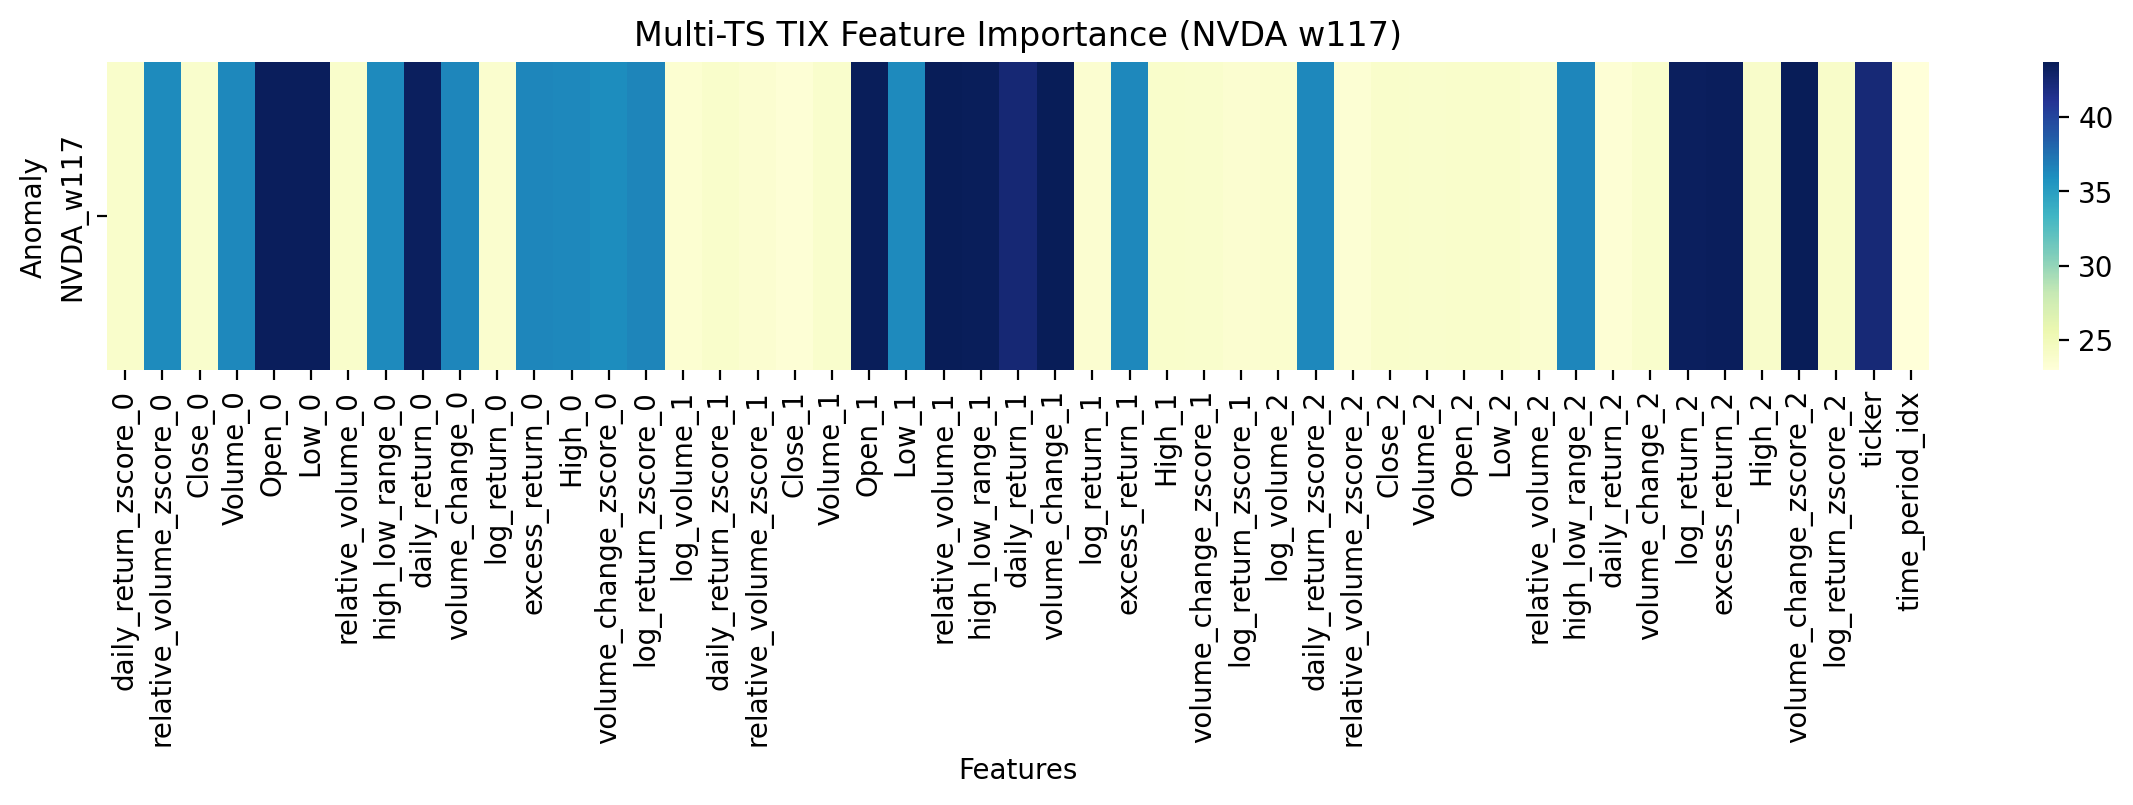 Multi-TS TIX Feature Importance (NVDA w117)
Anomaly
NVDA_w117
40
35
30
25
daily_return_zscore_0
relative_volume_zscore_0
Close_0
Volume_0
Open_0
Low_0
relative_volume_0
high_low_range_0
daily_return_0
volume_change_0
log_return_0
excess_return_0
High_0
volume_change_zscore_0
log_return_zscore_0
log_volume_1
daily_return_zscore_1
relative_volume_zscore_1
Close_1
Volume_1
Open_1
Low_1
relative_volume_1
high_low_range_1
daily_return_1
volume_change_1
log_return_1
excess_return_1
High_1
volume_change_zscore_1
log_return_zscore_1
log_volume_2
daily_return_zscore_2
relative_volume_zscore_2
Close_2
Volume_2
Open_2
Low_2
relative_volume_2
high_low_range_2
daily_return_2
volume_change_2
log_return_2
excess_return_2
High_2
volume_change_zscore_2
log_return_zscore_2
ticker
time_period_idx
Features